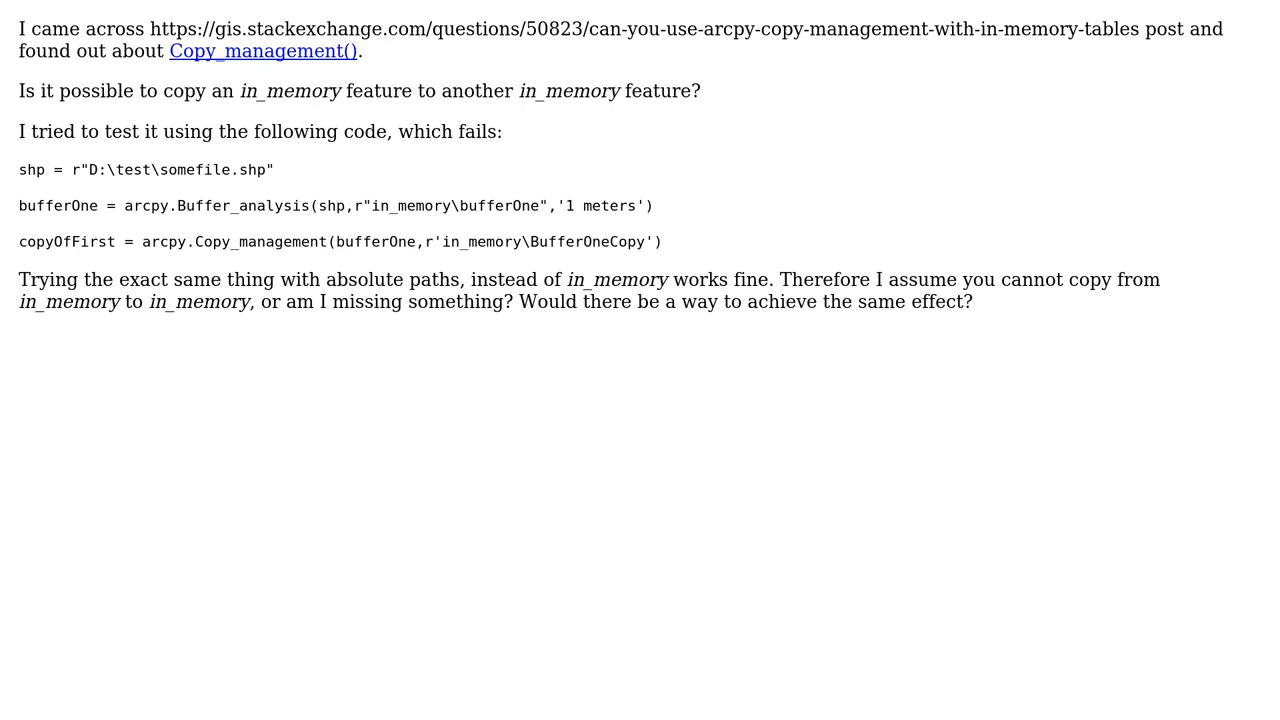 I came across https://gis.stackexchange.com/questions/50823/can-you-use-arcpy-copy-management-with-in-memory-tables post and
found out about Copy_management().
Is it possible to copy an in_memory feature to another in_memory feature?
I tried to test it using the following code, which fails:
shp = r"D:\test\somefile.shp"
bufferOne = arcpy.Buffer_analysis(shp,r"in_memory\bufferOne",'1 meters')
copyOfFirst = arcpy.Copy_management(bufferOne,r'in_memory\BufferOneCopy')
Trying the exact same thing with absolute paths, instead of in_memory works fine. Therefore I assume you cannot copy from
in_memory to in_memory, or am I missing something? Would there be a way to achieve the same effect?